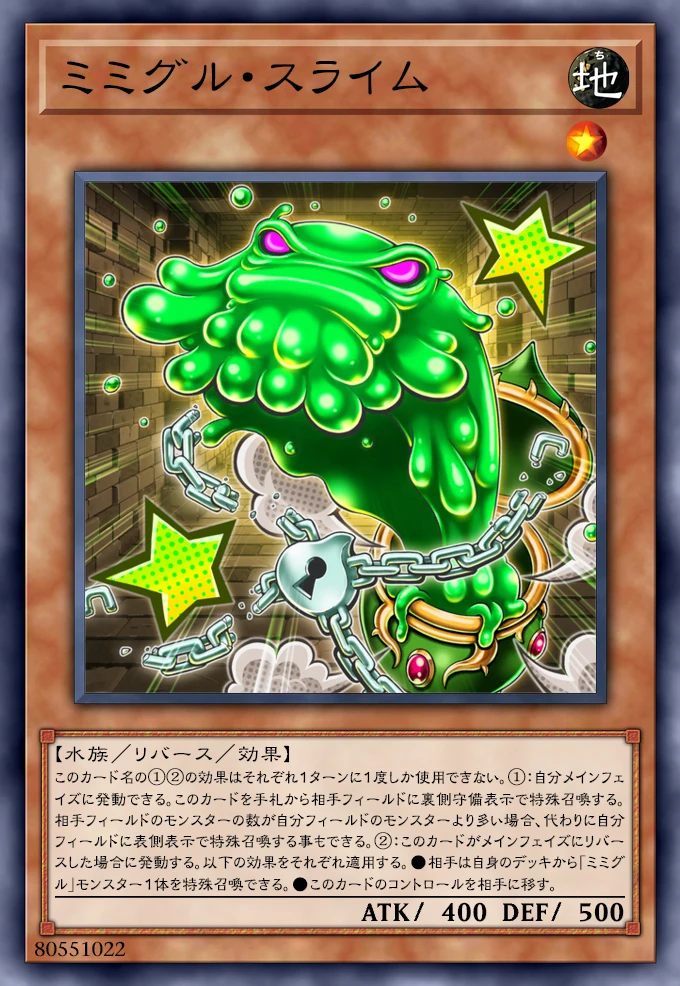 ミミグル・スライム
ち
地
【水族／リバース／効果】
このカード名の①②の効果はそれぞれ1ターンに1度しか使用できない。①：自分メインフェ
イズに発動できる。このカードを手札から相手フィールドに裏側守備表示で特殊召喚する。
相手フィールドのモンスターの数が自分フィールドのモンスターより多い場合、代わりに自分
フィールドに表側表示で特殊召喚する事もできる。②：このカードがメインフェイズにリバー
スした場合に発動する。以下の効果をそれぞれ適用する。●相手は自身のデッキから「ミミグ
ル」モンスター1体を特殊召喚できる。●このカードのコントロールを相手に移す。
ATK/ 400 DEF/ 500
80551022